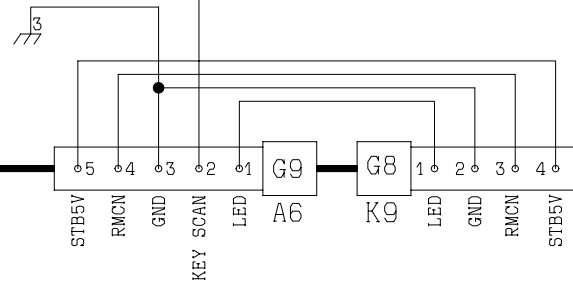 3
5 4 3 2 1 G9 G8 1 2 3 4
A6 K9
STB5V
RMCN
GND
KEY SCAN
LED
LED
GND
RMCN
STB5V